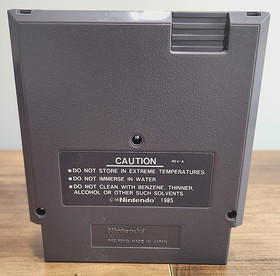 CAUTION REV-A
• DO NOT STORE IN EXTREME TEMPERATURES.
• DO NOT IMMERSE IN WATER.
• DO NOT CLEAN WITH BENZENE, THINNER,
ALCOHOL OR OTHER SUCH SOLVENTS.
Nintendo® 1985
Nintendo®
MADE IN JAPAN